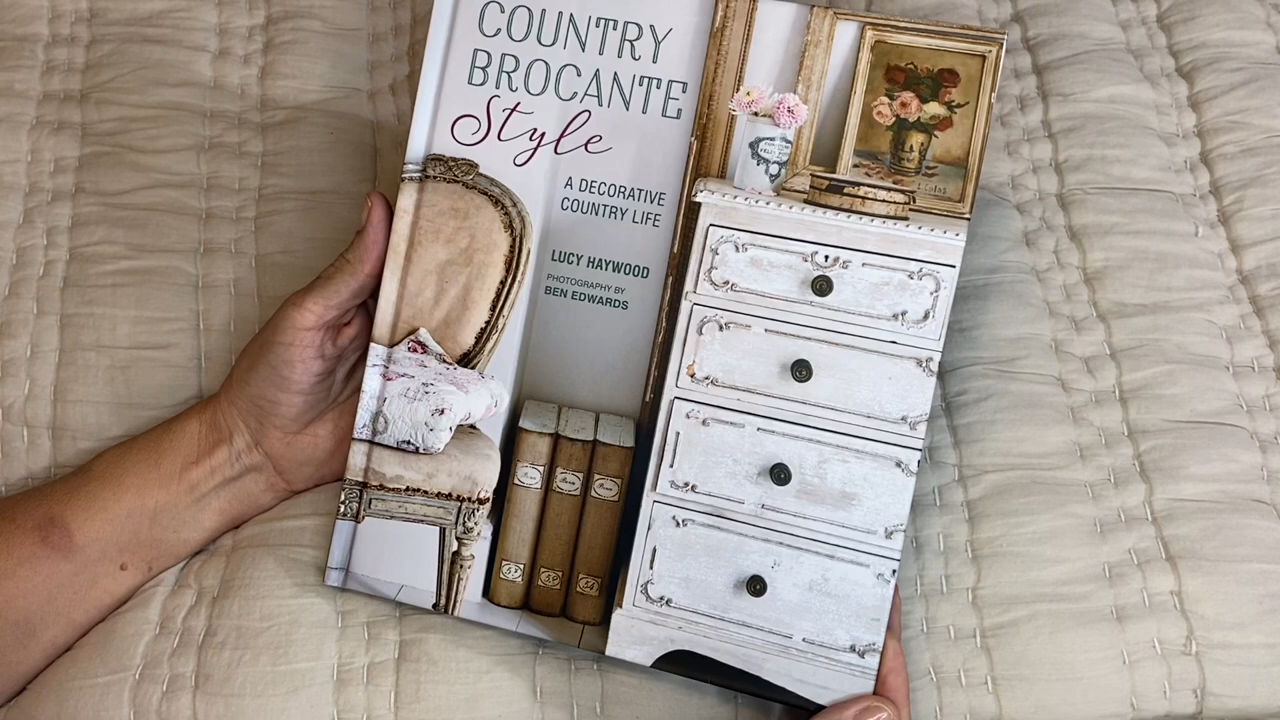 COUNTRY
BROCANTE
Style
A DECORATIVE
COUNTRY LIFE
LUCY HAYWOOD
PHOTOGRAPHY BY
BEN EDWARDS